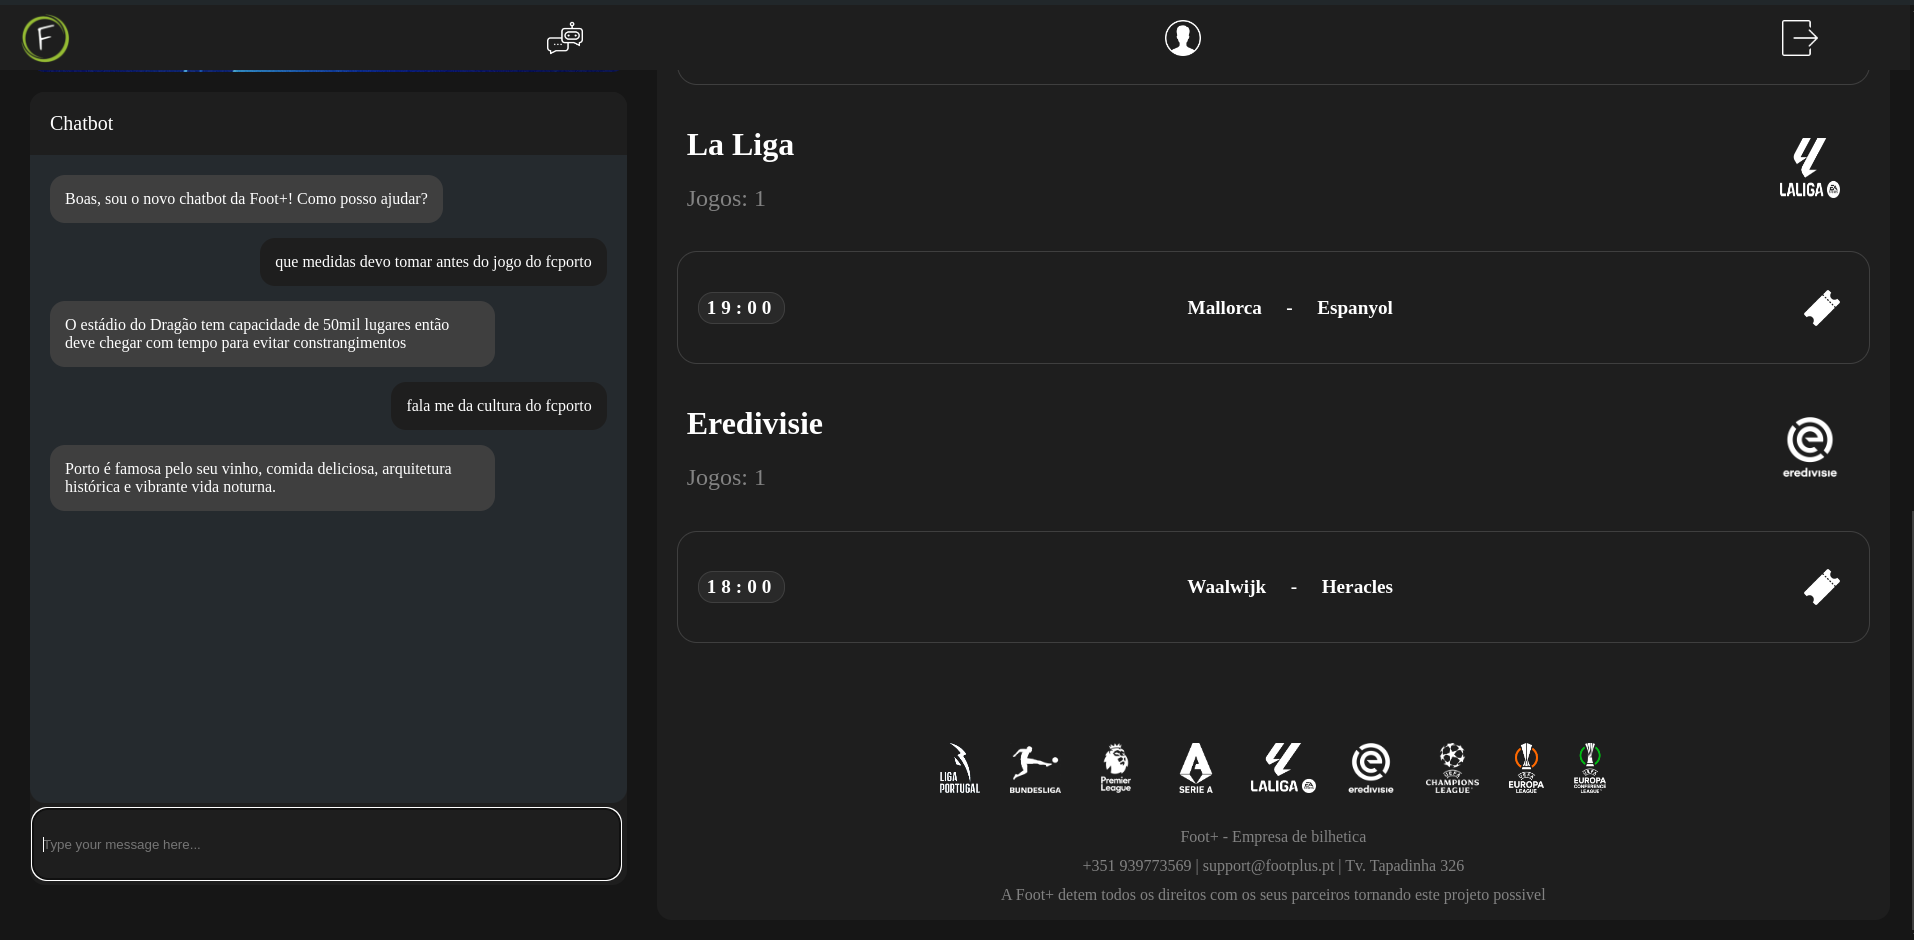 F
Chatbot
Boas, sou o novo chatbot da Foot+! Como posso ajudar?
que medidas devo tomar antes do jogo do fcporto
O estádio do Dragão tem capacidade de 50mil lugares então
deve chegar com tempo para evitar constrangimentos
fala me da cultura do fcporto
Porto é famosa pelo seu vinho, comida deliciosa, arquitetura
histórica e vibrante vida noturna.
Type your message here...
La Liga
LALIGA
Jogos: 1
19:00 Mallorca - Espanyol
Eredivisie
eredivisie
Jogos: 1
18:00 Waalwijk - Heracles
LIGA PORTUGAL
BUNDESLIGA
Premier League
SERIE A
LALIGA
eredivisie
UEFA CHAMPIONS LEAGUE
UEFA EUROPA LEAGUE
UEFA EUROPA CONFERENCE LEAGUE
Foot+ - Empresa de bilhetica
+351 939773569 | support@footplus.pt | Tv. Tapadinha 326
A Foot+ detem todos os direitos com os seus parceiros tornando este projeto possivel